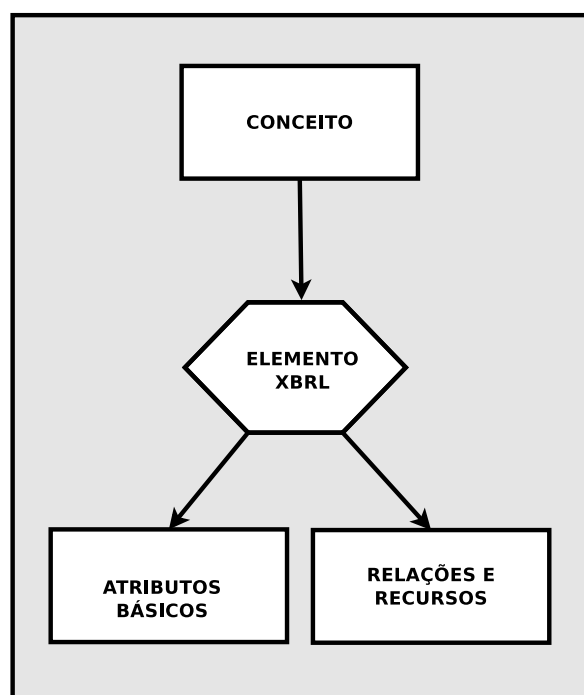 CONCEITO
ELEMENTO
XBRL
ATRIBUTOS
BÁSICOS
RELAÇÕES E
RECURSOS